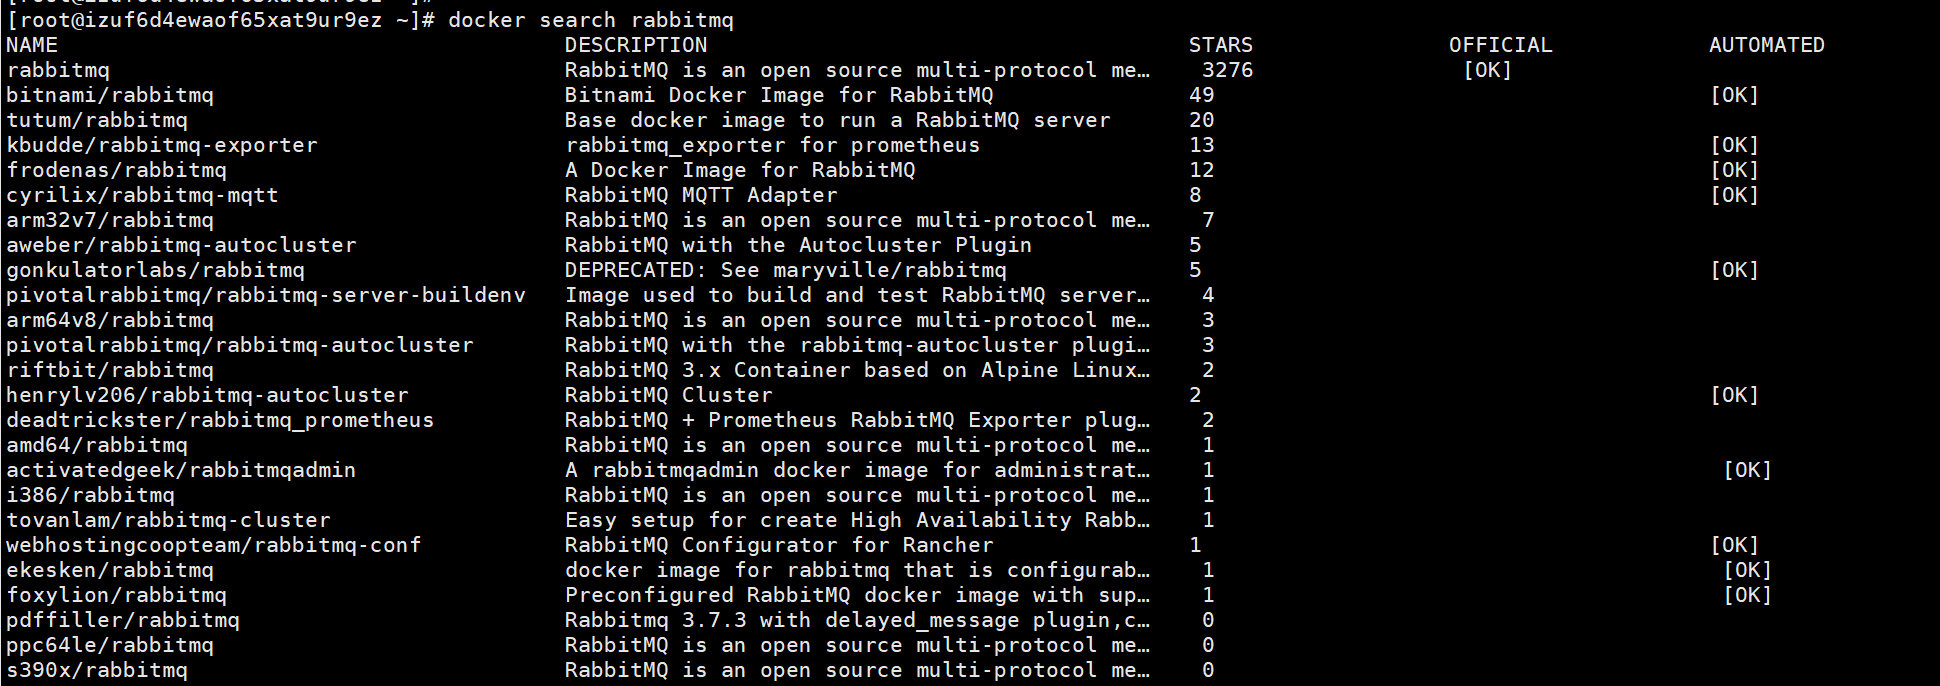 [root@izuf6d4ewaof65xat9ur9ez ~]#
[root@izuf6d4ewaof65xat9ur9ez ~]# docker search rabbitmq
NAME DESCRIPTION STARS OFFICIAL AUTOMATED
rabbitmq RabbitMQ is an open source multi-protocol me… 3276 [OK]
bitnami/rabbitmq Bitnami Docker Image for RabbitMQ 49 [OK]
tutum/rabbitmq Base docker image to run a RabbitMQ server 20
kbudde/rabbitmq-exporter rabbitmq_exporter for prometheus 13 [OK]
frodenas/rabbitmq A Docker Image for RabbitMQ 12 [OK]
cyrilix/rabbitmq-mqtt RabbitMQ MQTT Adapter 8 [OK]
arm32v7/rabbitmq RabbitMQ is an open source multi-protocol me… 7
aweber/rabbitmq-autocluster RabbitMQ with the Autocluster Plugin 5
gonkulatorlabs/rabbitmq DEPRECATED: See maryville/rabbitmq 5 [OK]
pivotalrabbitmq/rabbitmq-server-buildenv Image used to build and test RabbitMQ server… 4
arm64v8/rabbitmq RabbitMQ is an open source multi-protocol me… 3
pivotalrabbitmq/rabbitmq-autocluster RabbitMQ with the rabbitmq-autocluster plugi… 3
riftbit/rabbitmq RabbitMQ 3.x Container based on Alpine Linux… 2
henrylv206/rabbitmq-autocluster RabbitMQ Cluster 2 [OK]
deadtrickster/rabbitmq_prometheus RabbitMQ + Prometheus RabbitMQ Exporter plug… 2
amd64/rabbitmq RabbitMQ is an open source multi-protocol me… 1
activatedgeek/rabbitmqadmin A rabbitmqadmin docker image for administrat… 1 [OK]
i386/rabbitmq RabbitMQ is an open source multi-protocol me… 1
tovanlam/rabbitmq-cluster Easy setup for create High Availability Rabb… 1
webhostingcoopteam/rabbitmq-conf RabbitMQ Configurator for Rancher 1 [OK]
ekesken/rabbitmq docker image for rabbitmq that is configurab… 1 [OK]
foxylion/rabbitmq Preconfigured RabbitMQ docker image with sup… 1 [OK]
pdffiller/rabbitmq Rabbitmq 3.7.3 with delayed_message plugin,c… 0
ppc64le/rabbitmq RabbitMQ is an open source multi-protocol me… 0
s390x/rabbitmq RabbitMQ is an open source multi-protocol me… 0